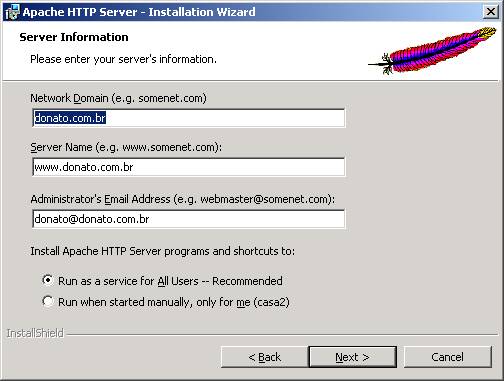 Apache HTTP Server - Installation Wizard
Server Information
Please enter your server's information.
Network Domain (e.g. somenet.com)
donato.com.br
Server Name (e.g. www.somenet.com):
www.donato.com.br
Administrator's Email Address (e.g. webmaster@somenet.com):
donato@donato.com.br
Install Apache HTTP Server programs and shortcuts to:
Run as a service for All Users -- Recommended
Run when started manually, only for me (casa2)
InstallShield
< Back Next > Cancel